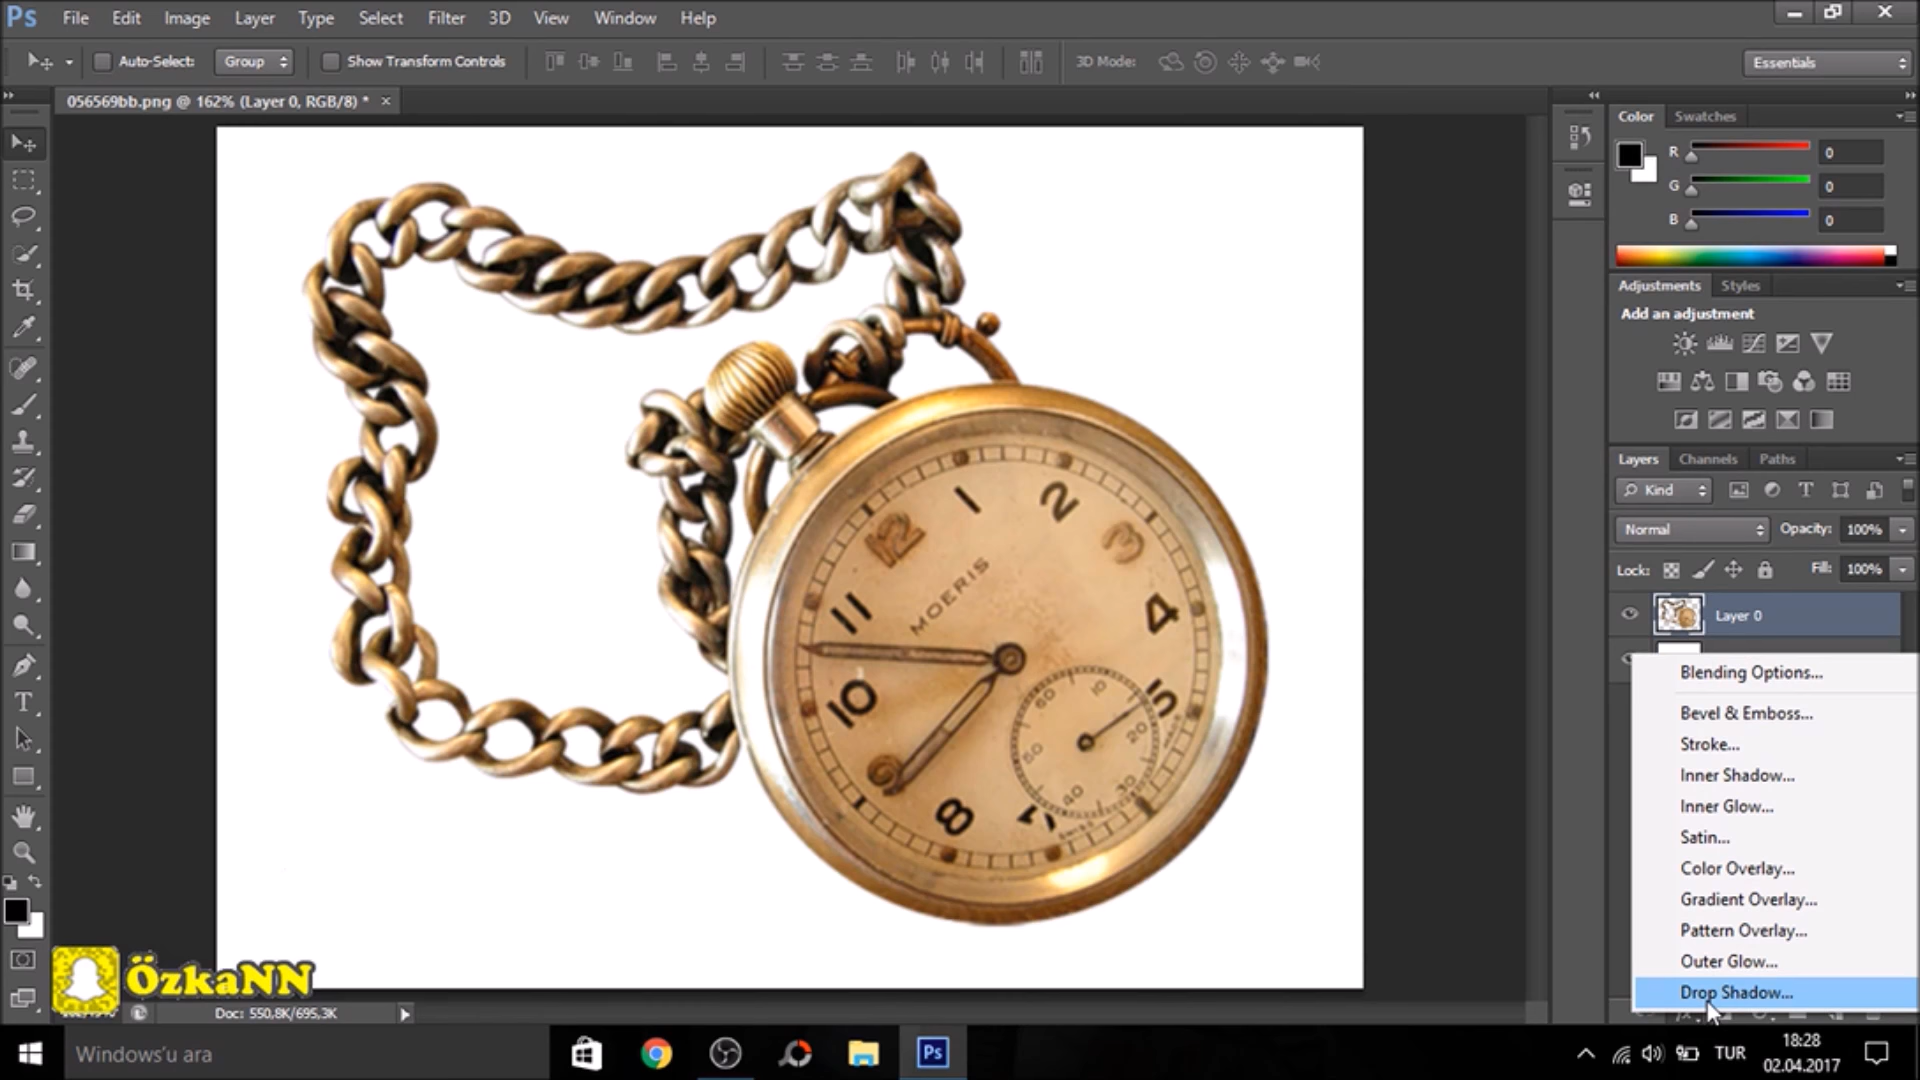 Ps File Edit Image Layer Type Select Filter 3D View Window Help
Auto-Select: Group Show Transform Controls 3D Mode: Essentials
056569bb.png @ 162% (Layer 0, RGB/8) * ×
Color Swatches
R 0
G 0
B 0
Adjustments Styles
Add an adjustment
Layers Channels Paths
Kind
Normal Opacity: 100%
Lock: Fill: 100%
Layer 0
Blending Options...
Bevel & Emboss...
Stroke...
Inner Shadow...
Inner Glow...
Satin...
Color Overlay...
Gradient Overlay...
Pattern Overlay...
Outer Glow...
Drop Shadow...
12 1 2 3 4 5
8 9 10 11
MOERIS
60 10 20 30 40 50
SWISS
ÖzkaNN
Doc: 550,8K/695,3K
Windows'u ara
Ps
TUR
18:28
02.04.2017